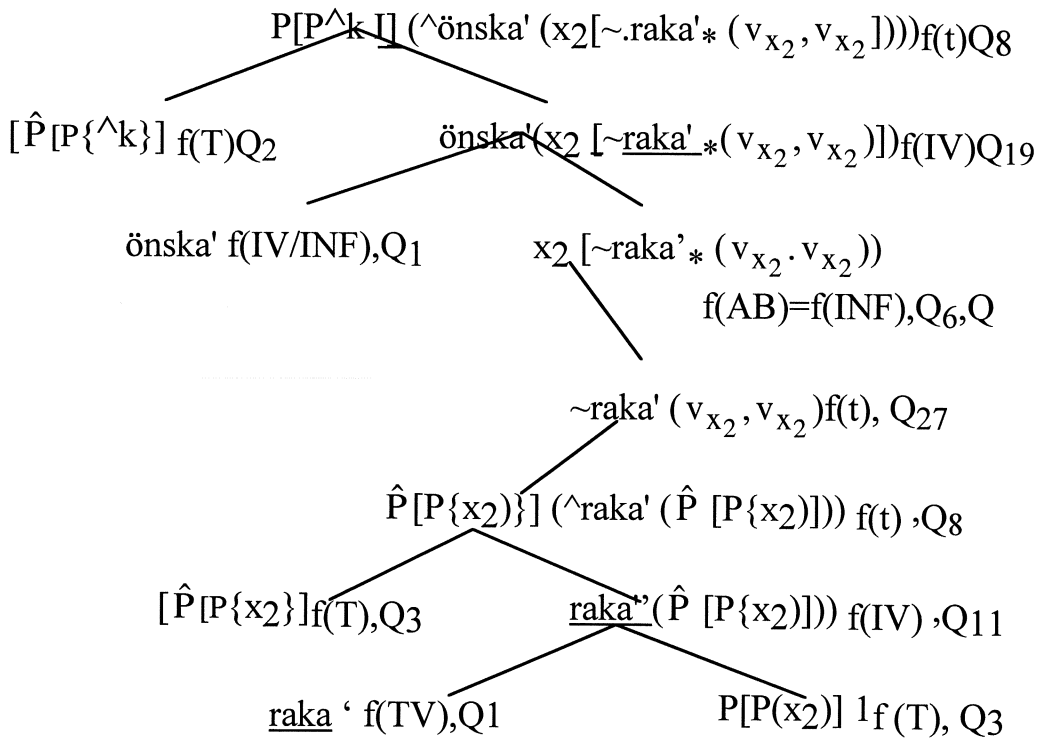 P[P^k I] (^önska' (x₂[~.raka'* (vₓ₂,vₓ₂]))))f(t)Q₈
[P̂[P{^k}] f(T)Q₂ önska'(x₂ [~raka'*(vₓ₂,vₓ₂)])f(IV)Q₁₉
önska' f(IV/INF),Q₁ x₂ [~raka’* (vₓ₂.vₓ₂))
f(AB)=f(INF),Q₆,Q
~raka' (vₓ₂,vₓ₂)f(t), Q₂₇
P̂[P{x₂)}] (^raka' (P̂ [P{x₂)])) f(t) ,Q₈
[P̂[P{x₂}]f(T),Q₃ raka”(P̂ [P{x₂)])) f(IV) ,Q₁₁
raka ‘ f(TV),Q₁ P[P(x₂)] ¹f (T), Q₃